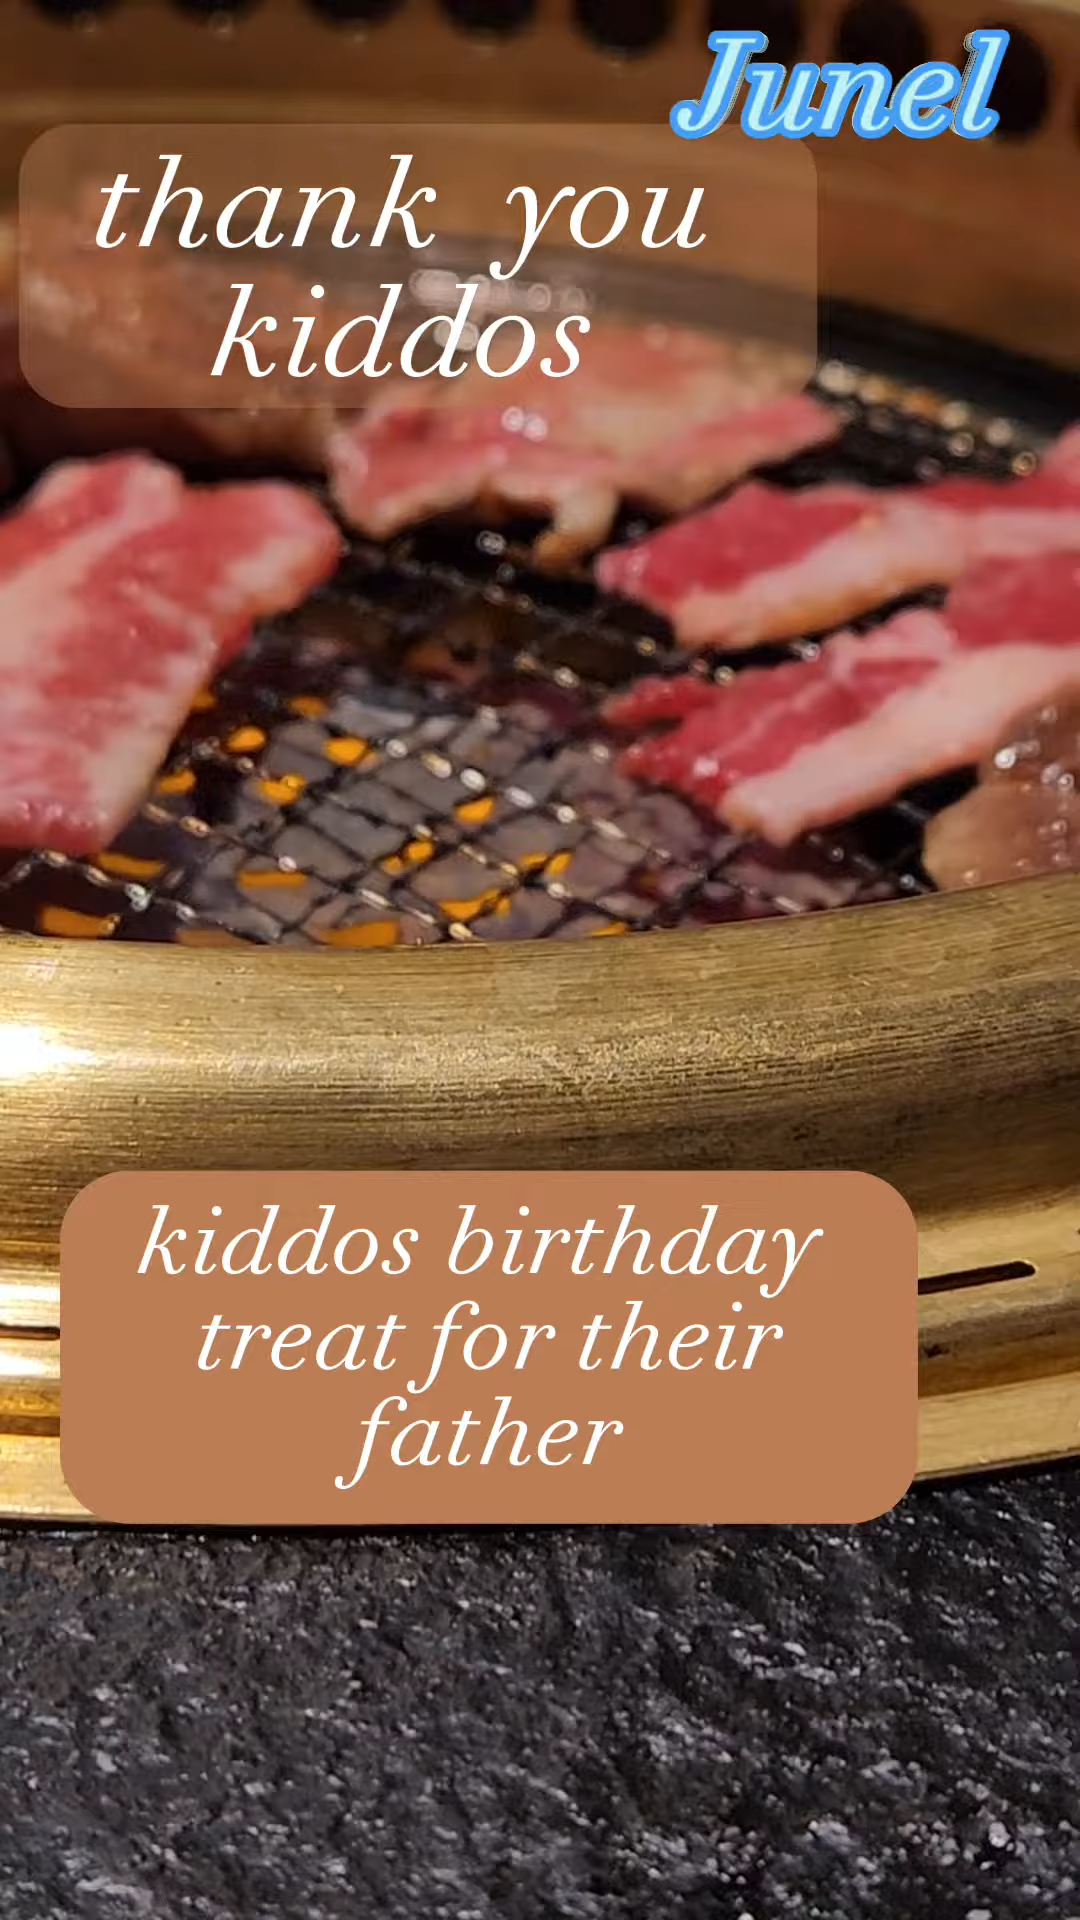 Junel
thank you
kiddos
kiddos birthday
treat for their
father